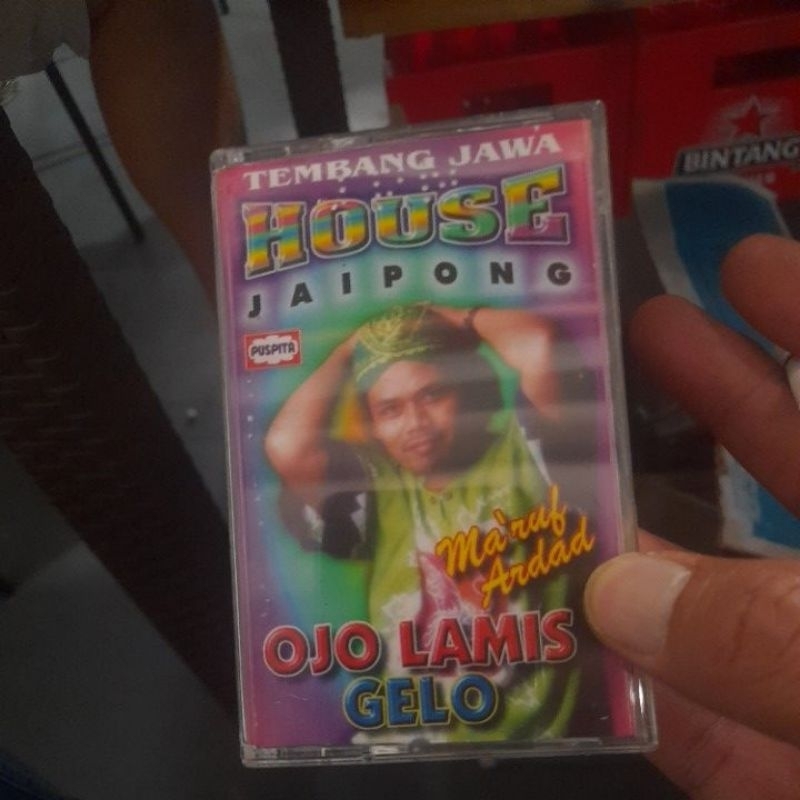 TEMBANG JAWA
HOUSE
JAIPONG
PUSPITA
Ma'ruf
Ardad
OJO LAMIS
GELO
BINTANG